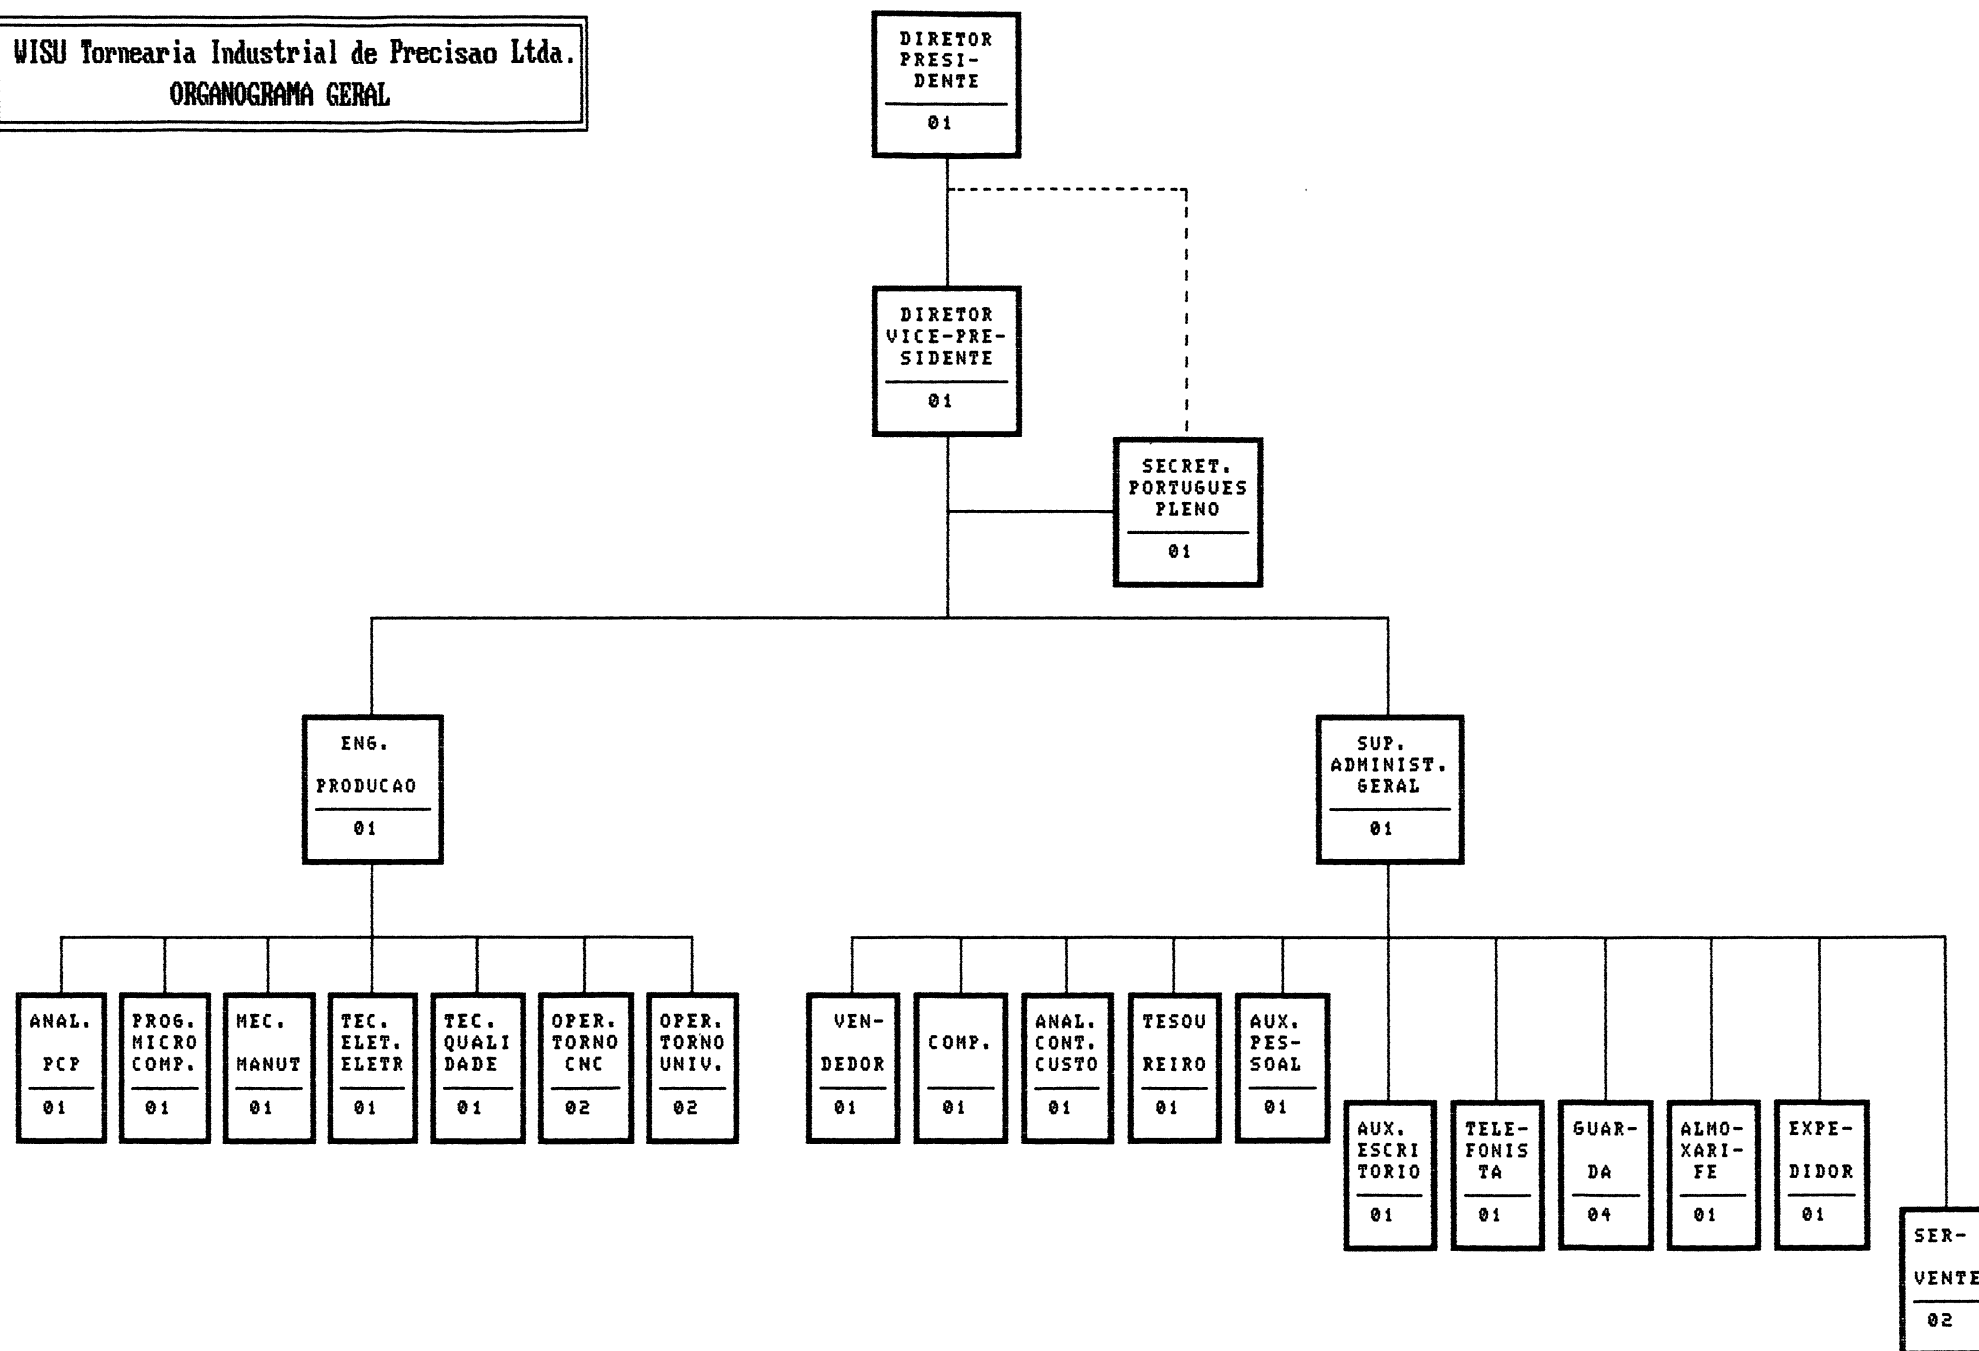 WISU Tornearia Industrial de Precisao Ltda.
ORGANOGRAMA GERAL
DIRETOR
PRESI-
DENTE
01
DIRETOR
VICE-PRE-
SIDENTE
01
SECRET.
PORTUGUES
PLENO
01
ENG.
PRODUCAO
01
SUP.
ADMINIST.
GERAL
01
ANAL.
PCP
01
PROG.
MICRO
COMP.
01
MEC.
MANUT
01
TEC.
ELET.
ELETR
01
TEC.
QUALI
DADE
01
OPER.
TORNO
CNC
02
OPER.
TORNO
UNIV.
02
VEN-
DEDOR
01
COMP.
01
ANAL.
CONT.
CUSTO
01
TESOU
REIRO
01
AUX.
PES-
SOAL
01
AUX.
ESCRI
TORIO
01
TELE-
FONIS
TA
01
GUAR-
DA
04
ALMO-
XARI-
FE
01
EXPE-
DIDOR
01
SER-
VENTE
02